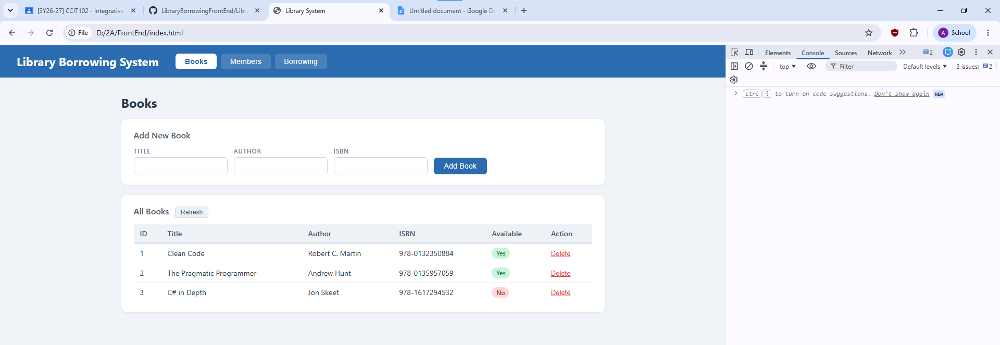 [SY26-27] CCIT102 - Integrative
LibraryBorrowingFrontEnd/Libra
Library System
Untitled document - Google Do
File
D:/2A/FrontEnd/index.html
A
School
Library Borrowing System
Books
Members
Borrowing
Elements
Console
Sources
Network
2
top
Filter
Default levels
2 issues:
2
ctrl i to turn on code suggestions. Don't show again NEW
Books
Add New Book
TITLE
AUTHOR
ISBN
Add Book
All Books
Refresh
ID Title Author ISBN Available Action
1 Clean Code Robert C. Martin 978-0132350884 Yes Delete
2 The Pragmatic Programmer Andrew Hunt 978-0135957059 Yes Delete
3 C# in Depth Jon Skeet 978-1617294532 No Delete